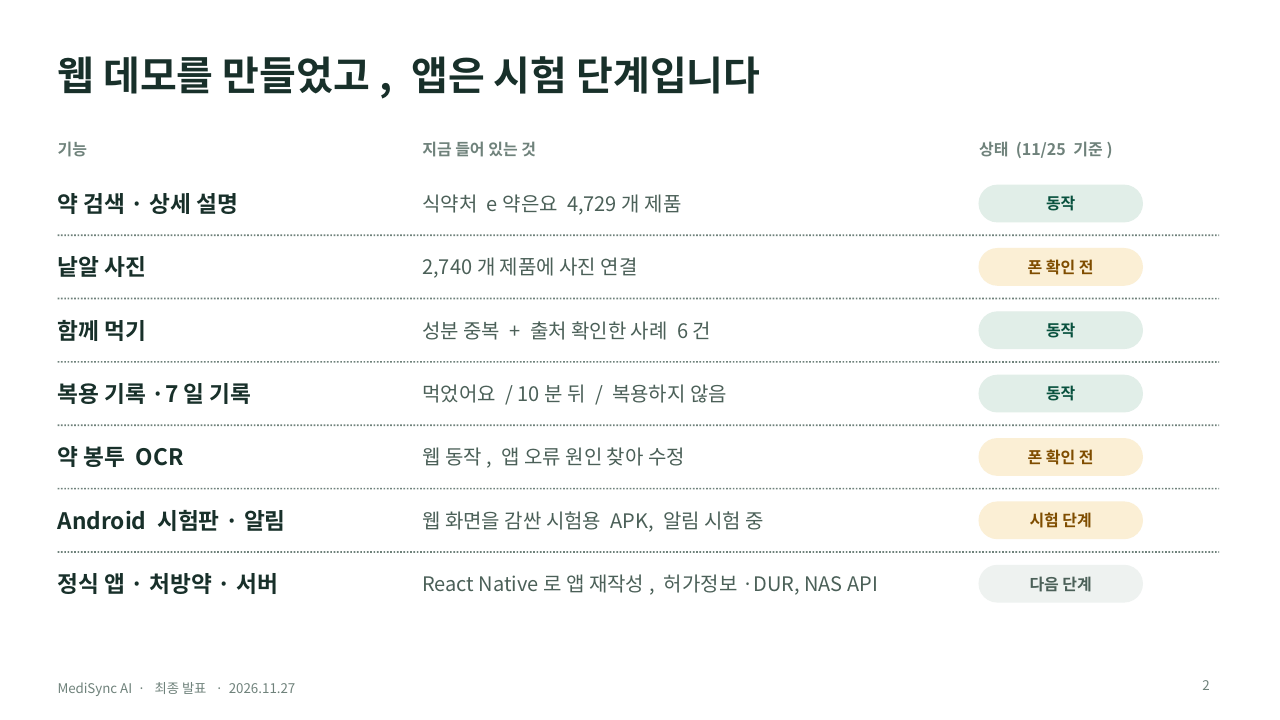 웹 데모를 만들었고 , 앱은 시험 단계입니다
기능 지금 들어 있는 것 상태 (11/25 기준 )
약 검색 · 상세 설명 식약처 e 약은요 4,729 개 제품 동작
낱알 사진 2,740 개 제품에 사진 연결 폰 확인 전
함께 먹기 성분 중복 + 출처 확인한 사례 6 건 동작
복용 기록 ·7 일 기록 먹었어요 / 10 분 뒤 / 복용하지 않음 동작
약 봉투 OCR 웹 동작 , 앱 오류 원인 찾아 수정 폰 확인 전
Android 시험판 · 알림 웹 화면을 감싼 시험용 APK, 알림 시험 중 시험 단계
정식 앱 · 처방약 · 서버 React Native 로 앱 재작성 , 허가정보 ·DUR, NAS API 다음 단계
MediSync AI · 최종 발표 · 2026.11.27 2